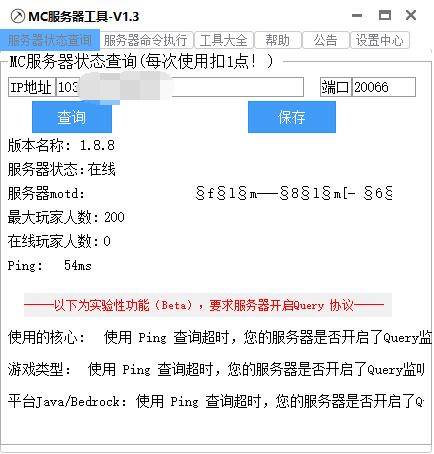 MC服务器工具-V1.3
服务器状态查询 服务器命令执行 工具大全 帮助 公告 设置中心
MC服务器状态查询(每次使用扣1点!)
IP地址 103 端口 20066
查询 保存
版本名称: 1.8.8
服务器状态:在线
服务器motd: §f§l§m──§8§l§m[- §6§
最大玩家人数:200
在线玩家人数:0
Ping: 54ms
────以下为实验性功能（Beta），要求服务器开启Query 协议────
使用的核心: 使用 Ping 查询超时，您的服务器是否开启了Query监
游戏类型: 使用 Ping 查询超时，您的服务器是否开启了Query监听
平台Java/Bedrock: 使用 Ping 查询超时，您的服务器是否开启了Q